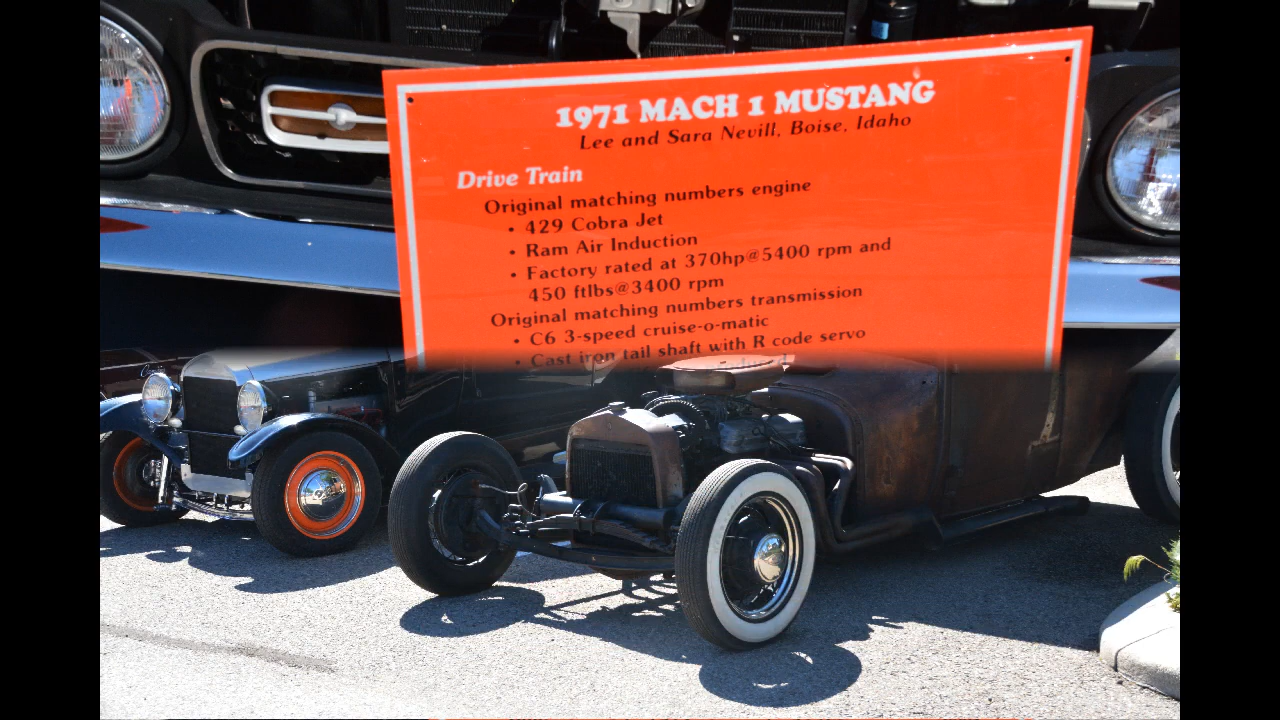 1971 MACH 1 MUSTANG
Lee and Sara Nevill, Boise, Idaho
Drive Train
Original matching numbers engine
• 429 Cobra Jet
• Ram Air Induction
• Factory rated at 370hp@5400 rpm and
450 ftlbs@3400 rpm
Original matching numbers transmission
• C6 3-speed cruise-o-matic
• Cast iron tail shaft with R code servo